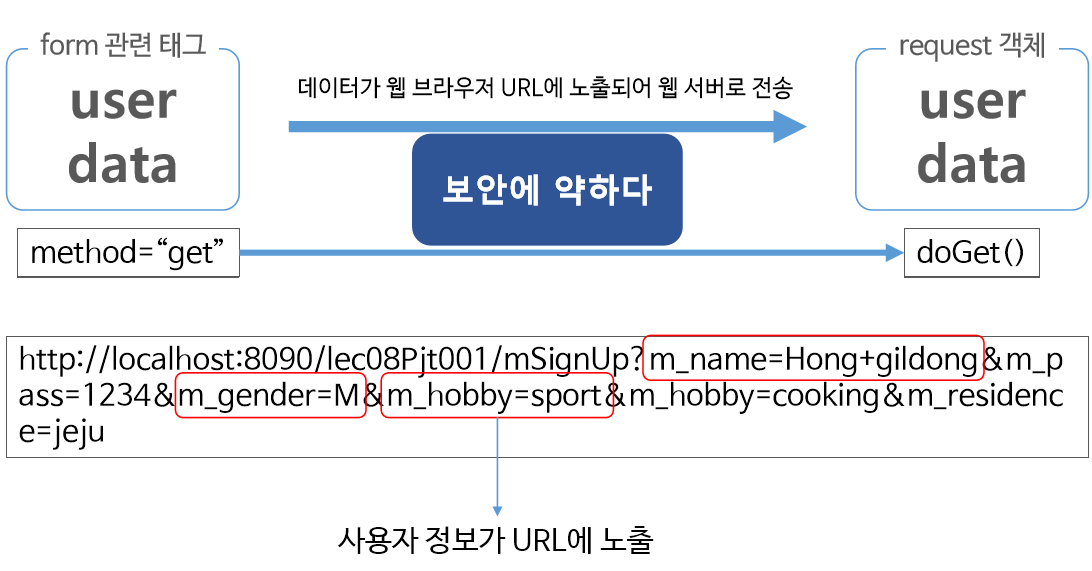 form 관련 태그
user
data
데이터가 웹 브라우저 URL에 노출되어 웹 서버로 전송
보안에 약하다
request 객체
user
data
method=“get”
doGet()
http://localhost:8090/lec08Pjt001/mSignUp?m_name=Hong+gildong&m_p
ass=1234&m_gender=M&m_hobby=sport&m_hobby=cooking&m_residenc
e=jeju
사용자 정보가 URL에 노출